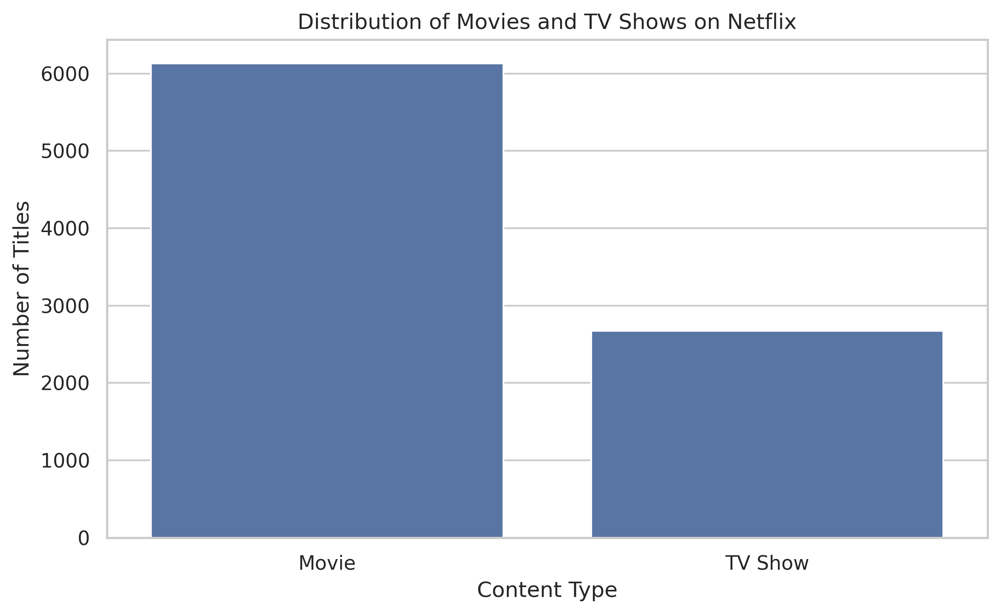 Distribution of Movies and TV Shows on Netflix
Number of Titles
6000
5000
4000
3000
2000
1000
0
Movie
TV Show
Content Type